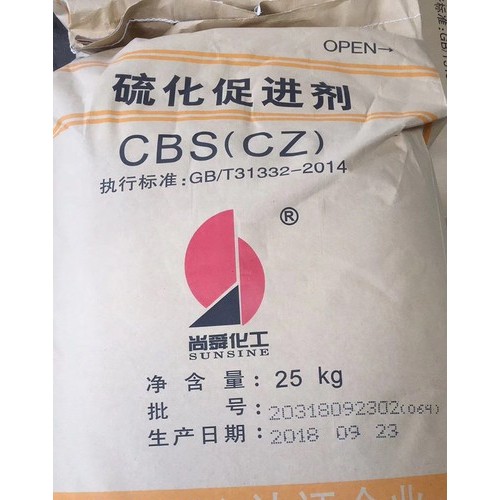 OPEN→
硫化促进剂
CBS(CZ)
执行标准:GB/T31332-2014
®
尚舜化工
SUNSINE
净含量: 25 kg
批 号: 20318092302(064)
生产日期: 2018 09 23